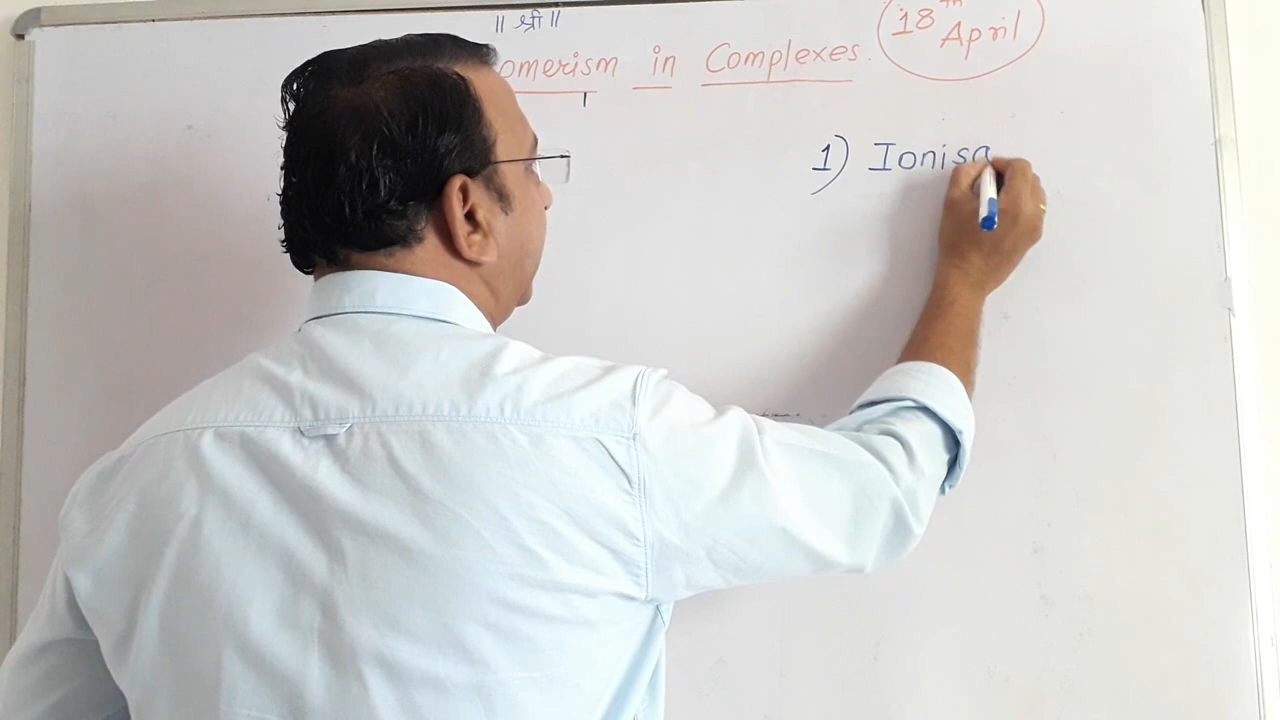 ॥ श्री ॥
omerism in Complexes.
18th April
1) Ionisa